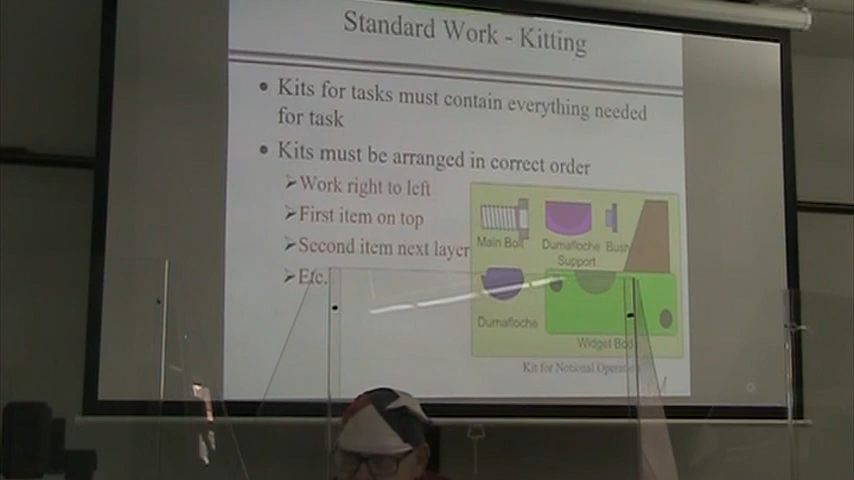 Standard Work - Kitting
Kits for tasks must contain everything needed
for task
Kits must be arranged in correct order
Work right to left
First item on top
Second item next layer
Etc.
Main Bolt
Dumafloche
Support
Bush
Dumafloche
Widget Body
Kit for Notional Operation